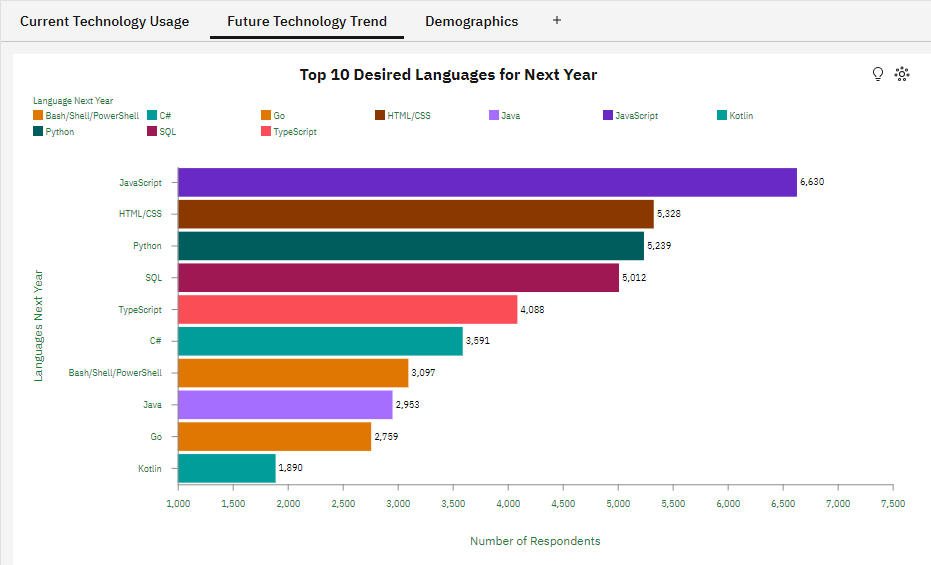 Current Technology Usage Future Technology Trend Demographics +
Top 10 Desired Languages for Next Year
Language Next Year
Bash/Shell/PowerShell C# Go HTML/CSS Java JavaScript Kotlin
Python SQL TypeScript
JavaScript 6,630
HTML/CSS 5,328
Python 5,239
SQL 5,012
TypeScript 4,088
C# 3,591
Bash/Shell/PowerShell 3,097
Java 2,953
Go 2,759
Kotlin 1,890
Languages Next Year
1,000 1,500 2,000 2,500 3,000 3,500 4,000 4,500 5,000 5,500 6,000 6,500 7,000 7,500
Number of Respondents